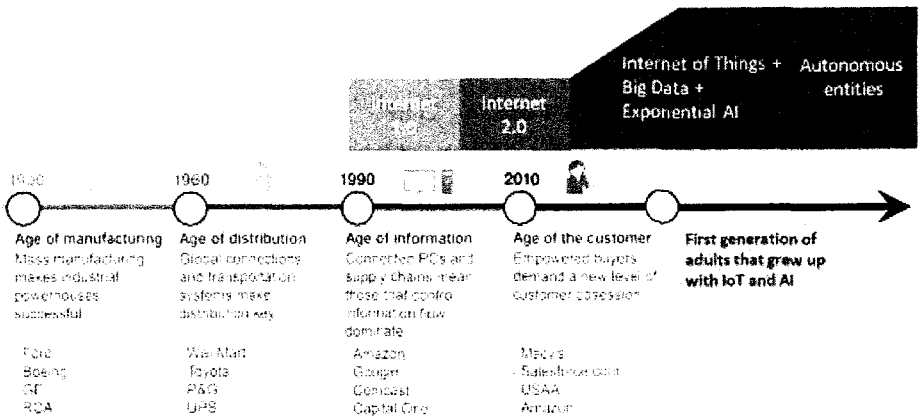 Internet of Things +
Big Data +
Exponential AI
Autonomous
entities
Internet
Internet
2.0
1960
1990
2010
Age of manufacturing
Mass manufacturing
makes industrial
powerhouses
successful
Ford
Boeing
GE
RCA
Age of distribution
Global connections
and transportation
systems make
distribution key
Wal-Mart
Toyota
P&G
UPS
Age of information
Connected PCs and
supply chains mean
those that control
information flow
dominate
Amazon
Google
Comcast
Capital One
Age of the customer
Empowered buyers
demand a new level of
customer obsession
Macy's
Salesforce.com
USAA
Amazon
First generation of
adults that grew up
with IoT and AI